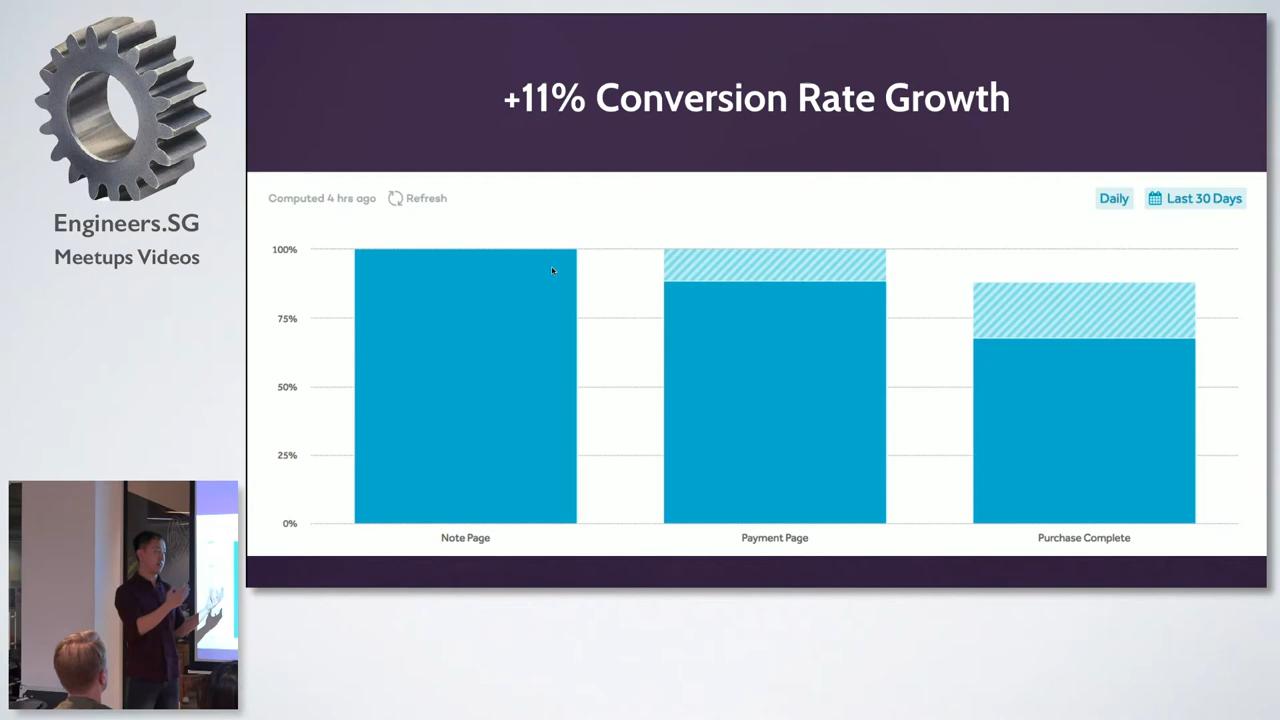 Engineers.SG
Meetups Videos
+11% Conversion Rate Growth
Computed 4 hrs ago
Refresh
Daily
Last 30 Days
100%
75%
50%
25%
0%
Note Page
Payment Page
Purchase Complete